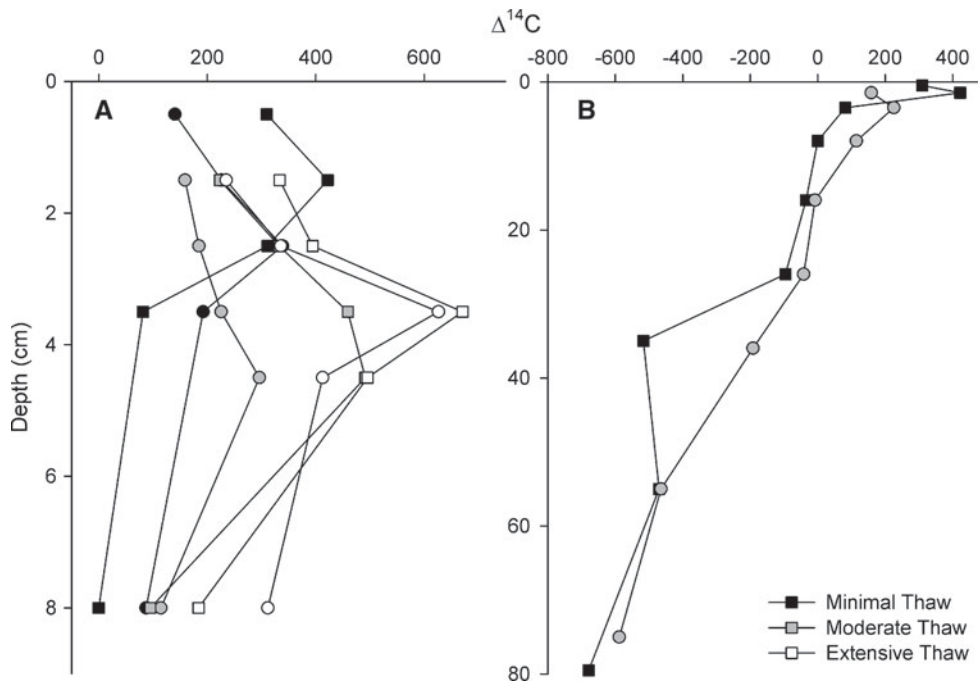 Δ¹⁴C
0 200 400 600
-800 -600 -400 -200 0 200 400
A
B
0
2
4
6
8
Depth (cm)
0
20
40
60
80
Minimal Thaw
Moderate Thaw
Extensive Thaw